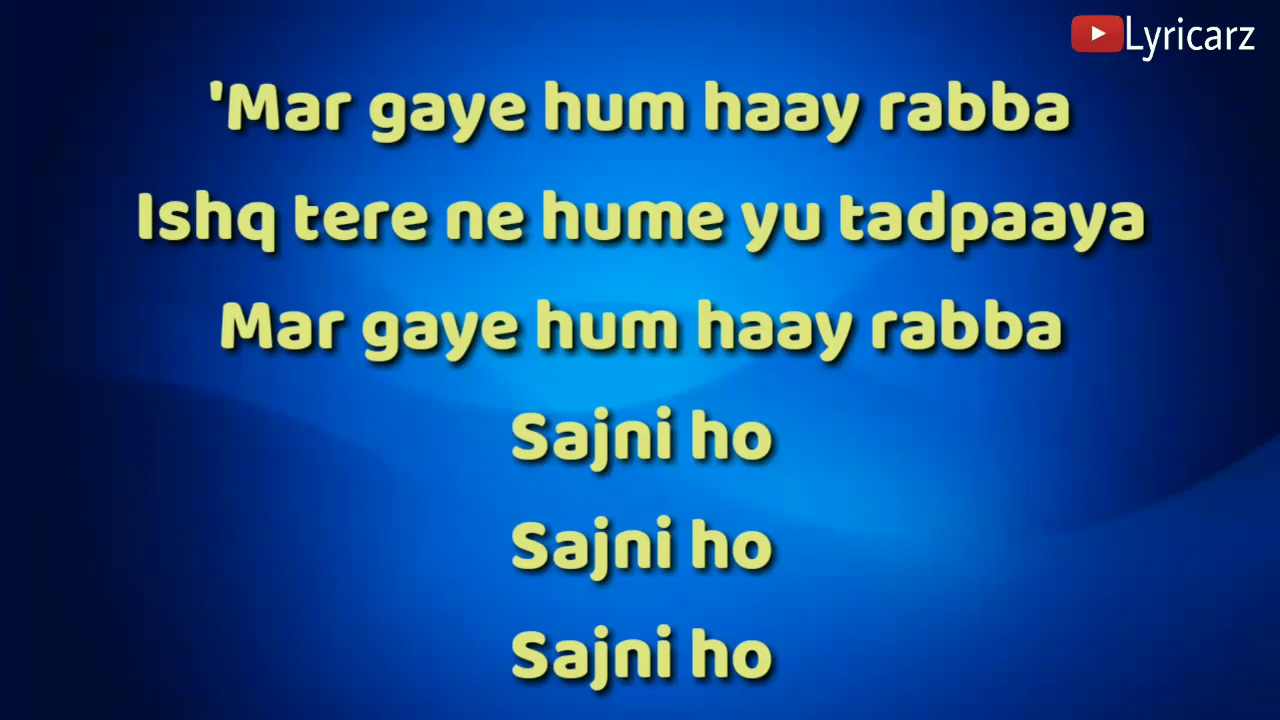 Lyricarz
'Mar gaye hum haay rabba
Ishq tere ne hume yu tadpaaya
Mar gaye hum haay rabba
Sajni ho
Sajni ho
Sajni ho